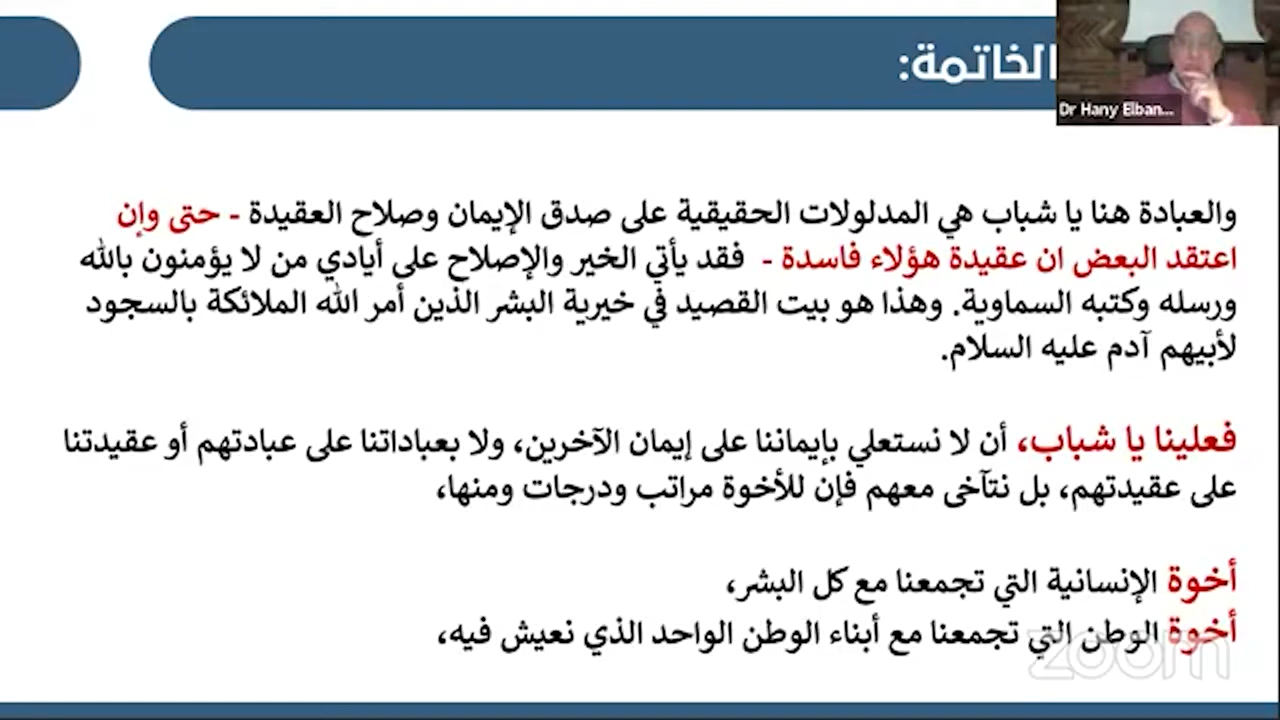 الخاتمة:
Dr Hany Elban...
والعبادة هنا يا شباب هي المدلولات الحقيقية على صدق الإيمان وصلاح العقيدة - حتى وإن
اعتقد البعض ان عقيدة هؤلاء فاسدة - فقد يأتي الخير والإصلاح على أيادي من لا يؤمنون بالله
ورسله وكتبه السماوية. وهذا هو بيت القصيد في خيرية البشر الذين أمر الله الملائكة بالسجود
لأبيهم آدم عليه السلام.
فعلينا يا شباب، أن لا نستعلي بإيماننا على إيمان الآخرين، ولا بعباداتنا على عبادتهم أو عقيدتنا
على عقيدتهم، بل نتآخى معهم فإن للأخوة مراتب ودرجات ومنها،
أخوة الإنسانية التي تجمعنا مع كل البشر،
أخوة الوطن التي تجمعنا مع أبناء الوطن الواحد الذي نعيش فيه،
zoom